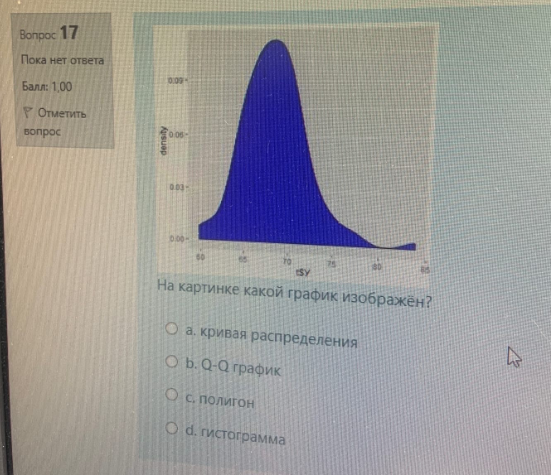 Вопрос 17
Пока нет ответа
Балл: 1,00
Отметить
вопрос
0.09
0.06
0.03
0.00
density
60 65 70 75 80 85
На картинке какой график изображён?
a. кривая распределения
b. Q-Q график
c. полигон
d. гистограмма